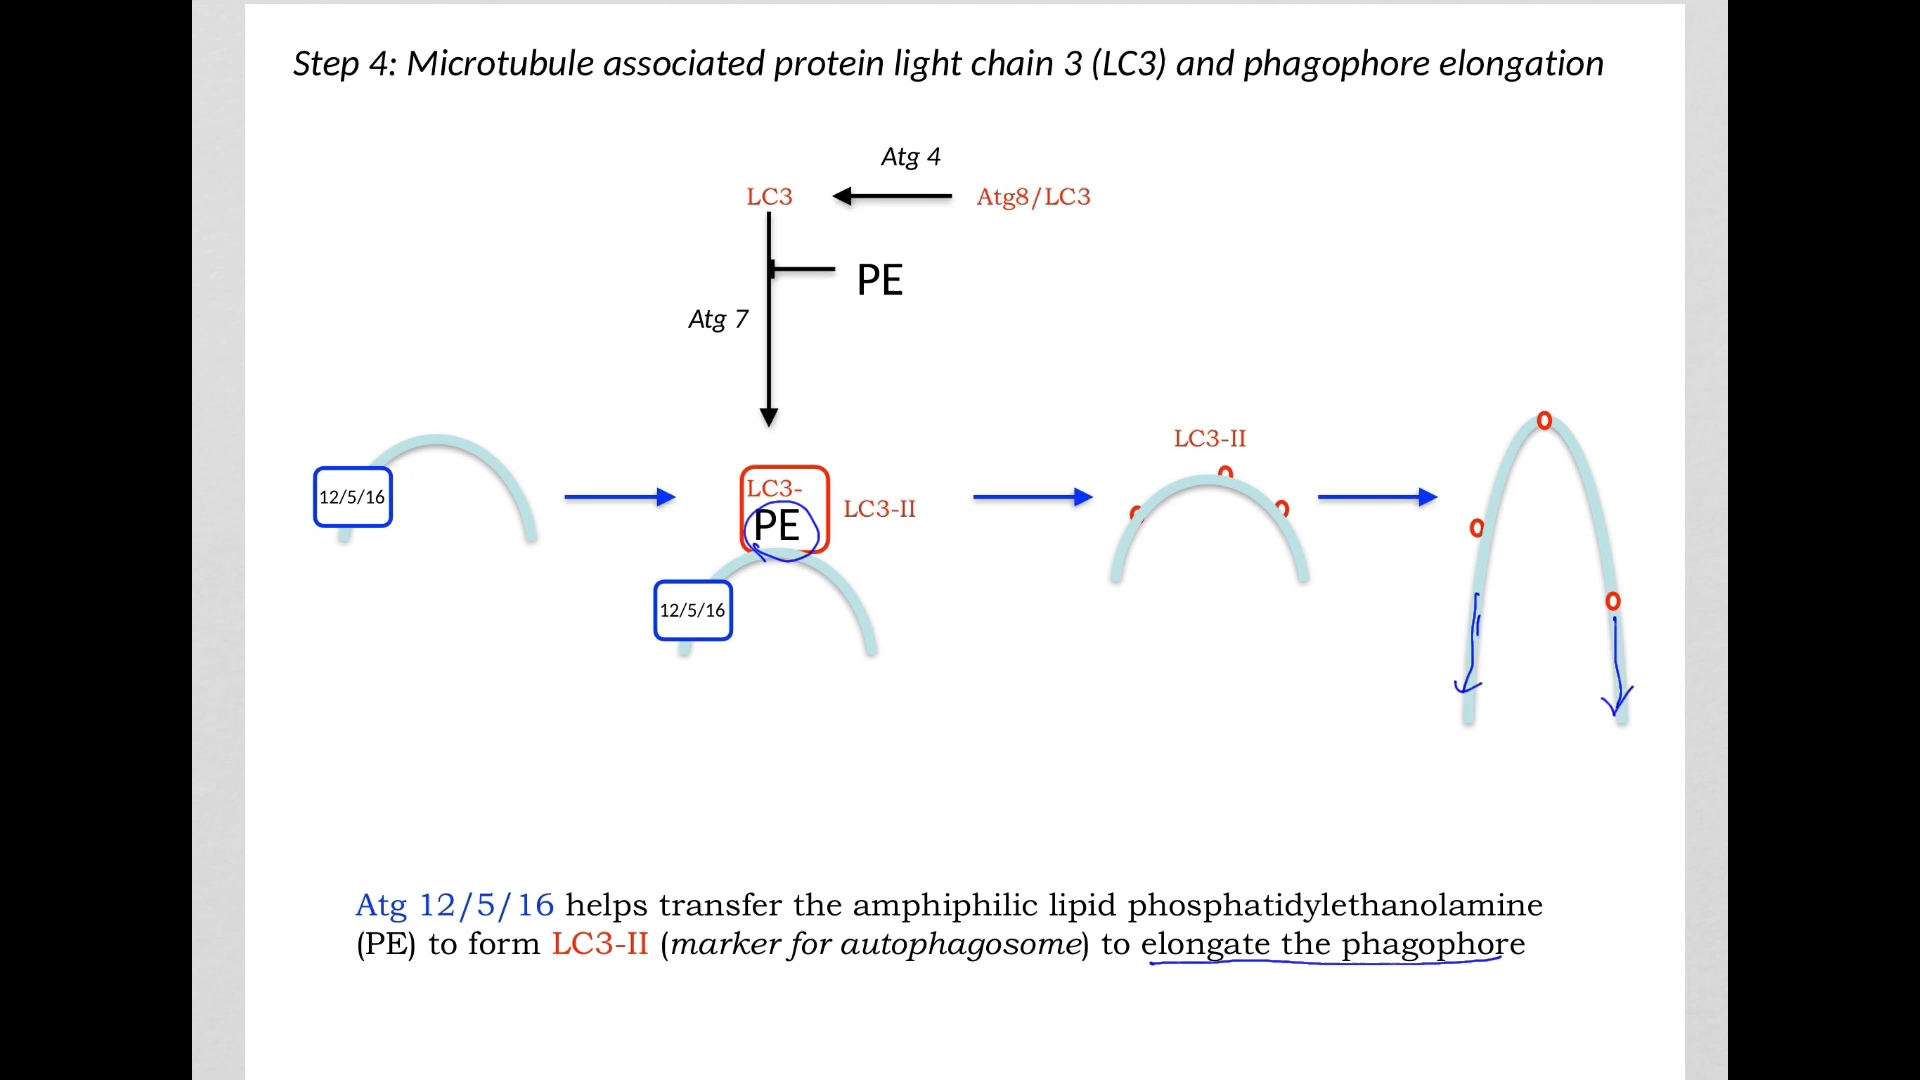 Step 4: Microtubule associated protein light chain 3 (LC3) and phagophore elongation
Atg 4
LC3
Atg8/LC3
PE
Atg 7
LC3-II
12/5/16
LC3-
PE
LC3-II
12/5/16
Atg 12/5/16 helps transfer the amphiphilic lipid phosphatidylethanolamine
(PE) to form LC3-II (marker for autophagosome) to elongate the phagophore